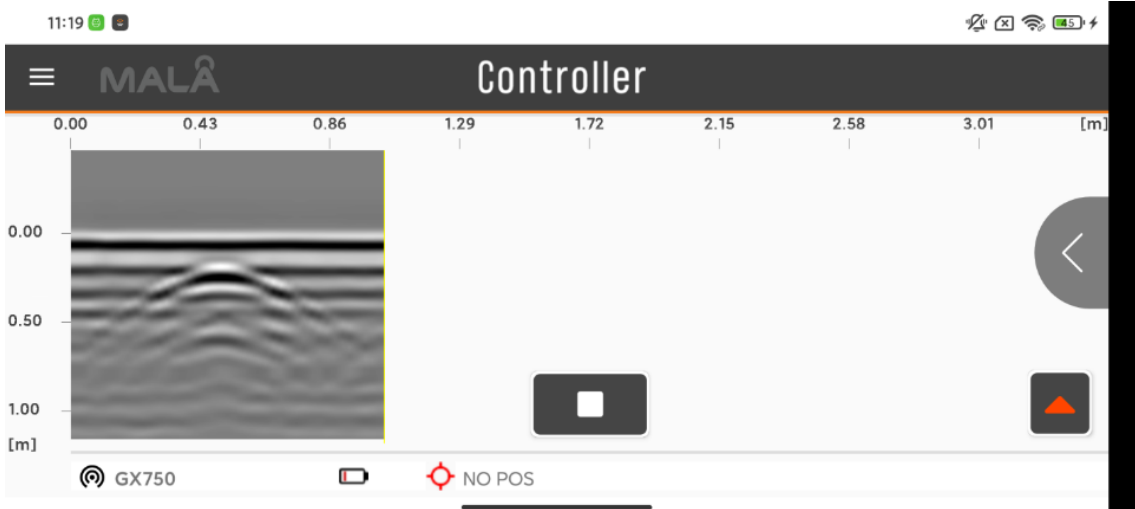 11:19 45
MALÅ Controller
0.00 0.43 0.86 1.29 1.72 2.15 2.58 3.01 [m]
0.00
0.50
1.00
[m]
GX750 NO POS